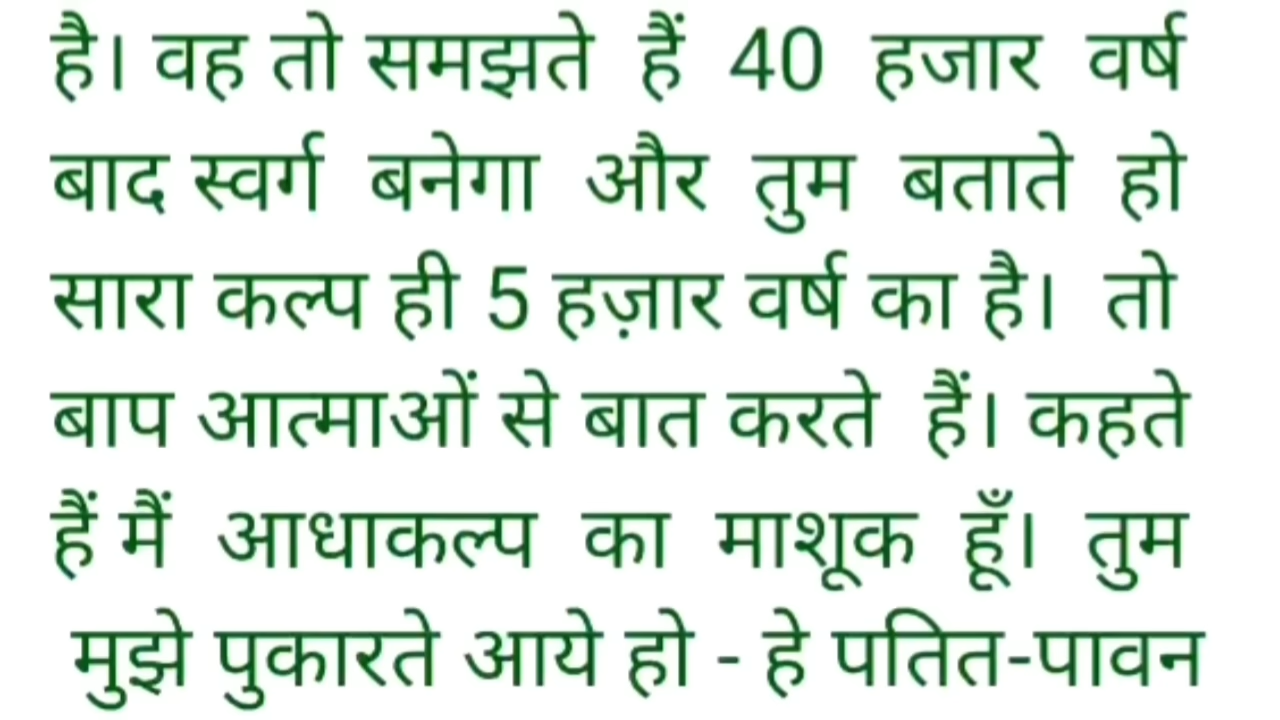 है। वह तो समझते हैं 40 हजार वर्ष
बाद स्वर्ग बनेगा और तुम बताते हो
सारा कल्प ही 5 हज़ार वर्ष का है। तो
बाप आत्माओं से बात करते हैं। कहते
हैं मैं आधाकल्प का माशूक हूँ। तुम
मुझे पुकारते आये हो - हे पतित-पावन